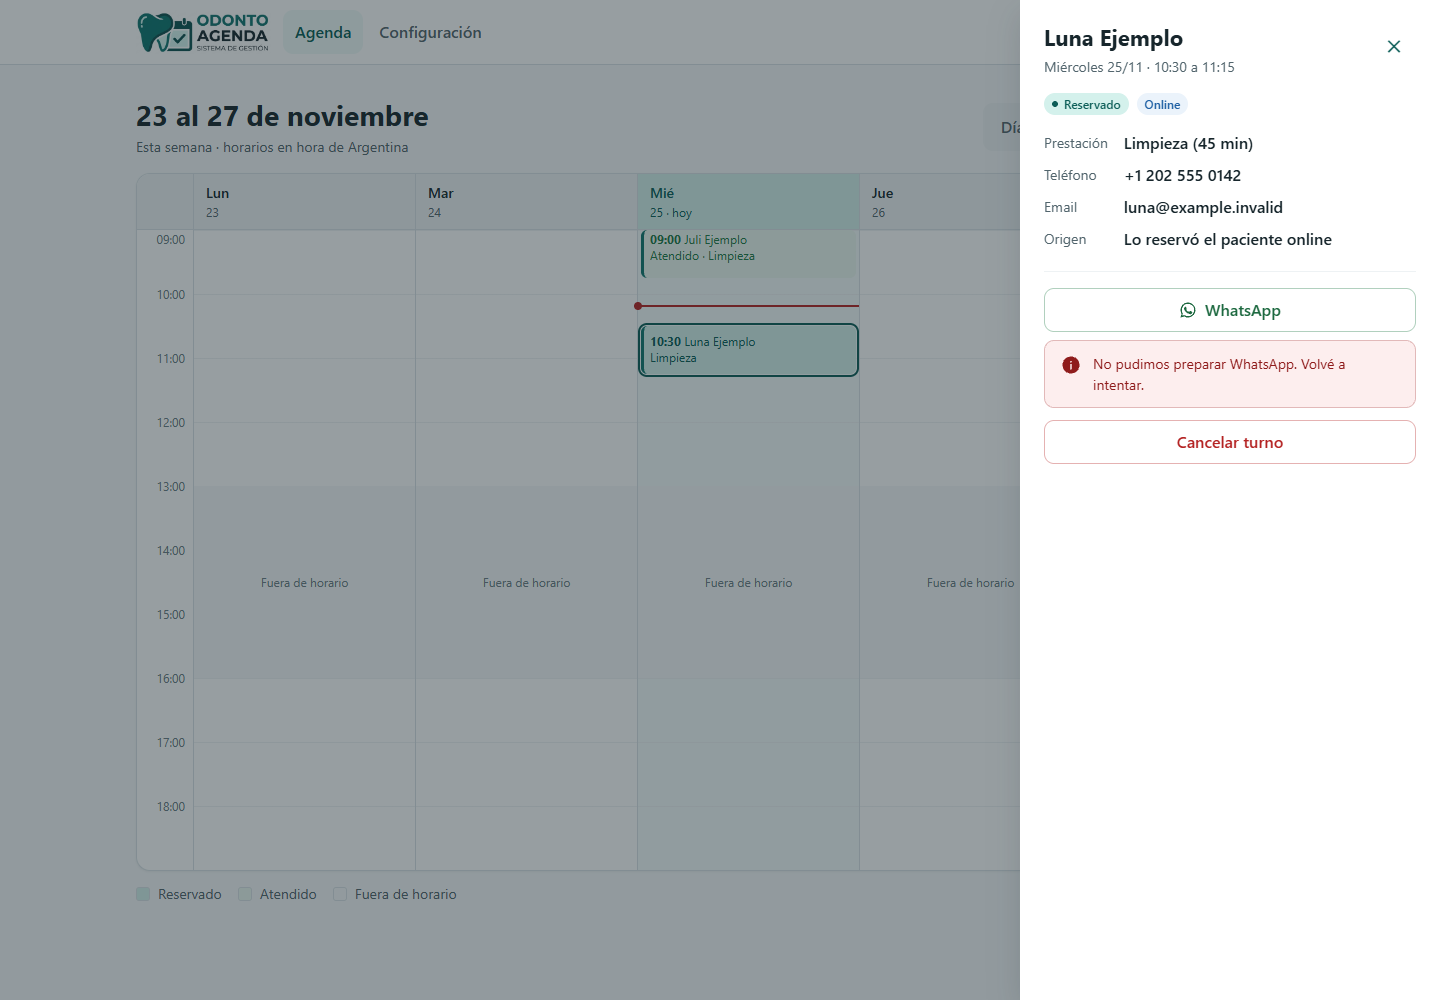 ODONTO
AGENDA
SISTEMA DE GESTIÓN
Agenda
Configuración
23 al 27 de noviembre
Esta semana · horarios en hora de Argentina
Día
Lun
23
Mar
24
Mié
25 · hoy
Jue
26
09:00
09:00 Juli Ejemplo
Atendido · Limpieza
10:00
10:30 Luna Ejemplo
Limpieza
11:00
12:00
13:00
14:00
Fuera de horario
Fuera de horario
Fuera de horario
Fuera de horario
15:00
16:00
17:00
18:00
Reservado
Atendido
Fuera de horario
Luna Ejemplo
Miércoles 25/11 · 10:30 a 11:15
Reservado
Online
Prestación Limpieza (45 min)
Teléfono +1 202 555 0142
Email luna@example.invalid
Origen Lo reservó el paciente online
WhatsApp
No pudimos preparar WhatsApp. Volvé a
intentar.
Cancelar turno